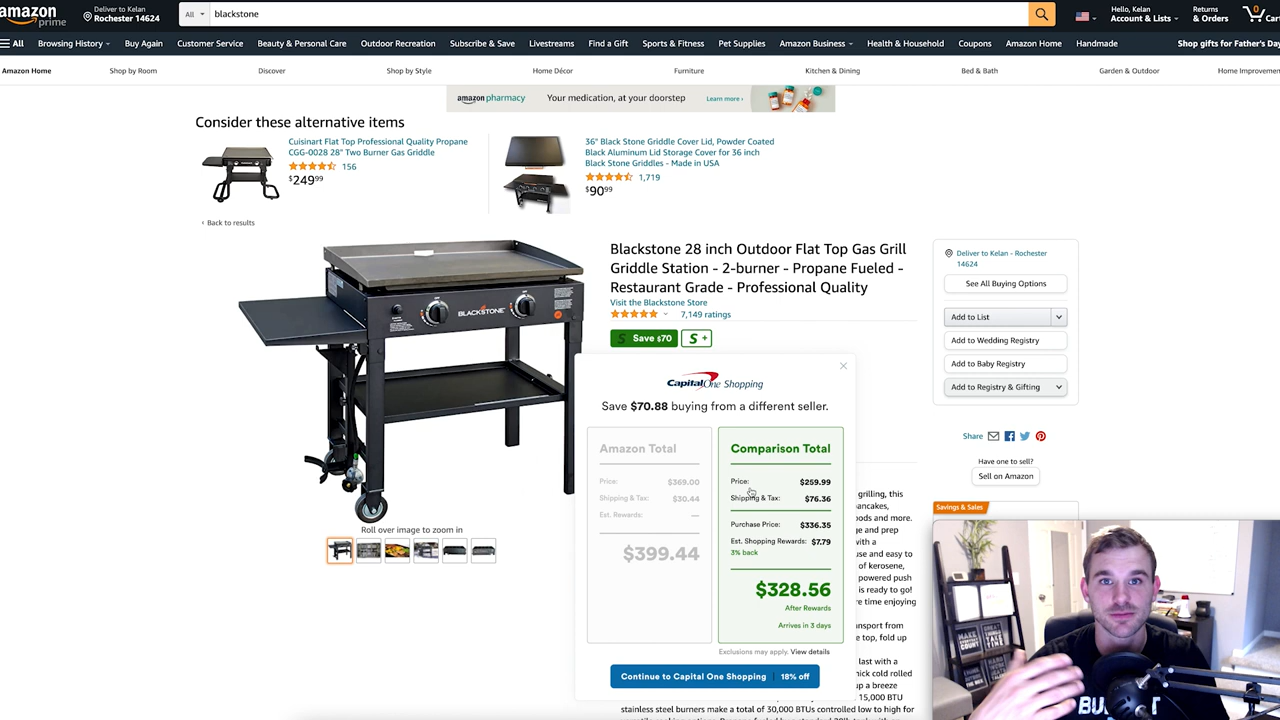 amazon
prime
Deliver to Kelan
Rochester 14624
All
blackstone
Hello, Kelan
Account & Lists
Returns
& Orders
0
All
Browsing History
Buy Again
Customer Service
Beauty & Personal Care
Outdoor Recreation
Subscribe & Save
Livestreams
Find a Gift
Sports & Fitness
Pet Supplies
Amazon Business
Health & Household
Coupons
Amazon Home
Handmade
Shop gifts for Father's Day
Amazon Home
Shop by Room
Discover
Shop by Style
Home Décor
Furniture
Kitchen & Dining
Bed & Bath
Garden & Outdoor
Home Improvemen
amazon pharmacy
Your medication, at your doorstep
Learn more ›
Consider these alternative items
Cuisinart Flat Top Professional Quality Propane
CGG-0028 28" Two Burner Gas Griddle
156
$249 99
36" Black Stone Griddle Cover Lid, Powder Coated
Black Aluminum Lid Storage Cover for 36 inch
Black Stone Griddles - Made in USA
1,719
$90 99
‹ Back to results
BLACKSTONE
Roll over image to zoom in
Blackstone 28 inch Outdoor Flat Top Gas Grill
Griddle Station - 2-burner - Propane Fueled -
Restaurant Grade - Professional Quality
Visit the Blackstone Store
7,149 ratings
S Save $70
S +
Capital One Shopping
Save $70.88 buying from a different seller.
Amazon Total
Price: $369.00
Shipping & Tax: $30.44
Est. Rewards: —
$399.44
Comparison Total
Price: $259.99
Shipping & Tax: $76.36
Purchase Price: $336.35
Est. Shopping Rewards: $7.79
3% back
$328.56
After Rewards
Arrives in 3 days
Exclusions may apply. View details
Continue to Capital One Shopping | 18% off
grilling, this
ancakes,
oods and more.
ge and prep
with a
use and easy to
of kerosene,
powered push
is ready to go!
re time enjoying
ansport from
e top, fold up
last with a
hick cold rolled
up a breeze
15,000 BTU
stainless steel burners make a total of 30,000 BTUs controlled low to high for
Deliver to Kelan - Rochester
14624
See All Buying Options
Add to List
Add to Wedding Registry
Add to Baby Registry
Add to Registry & Gifting
Share
Have one to sell?
Sell on Amazon
Savings & Sales